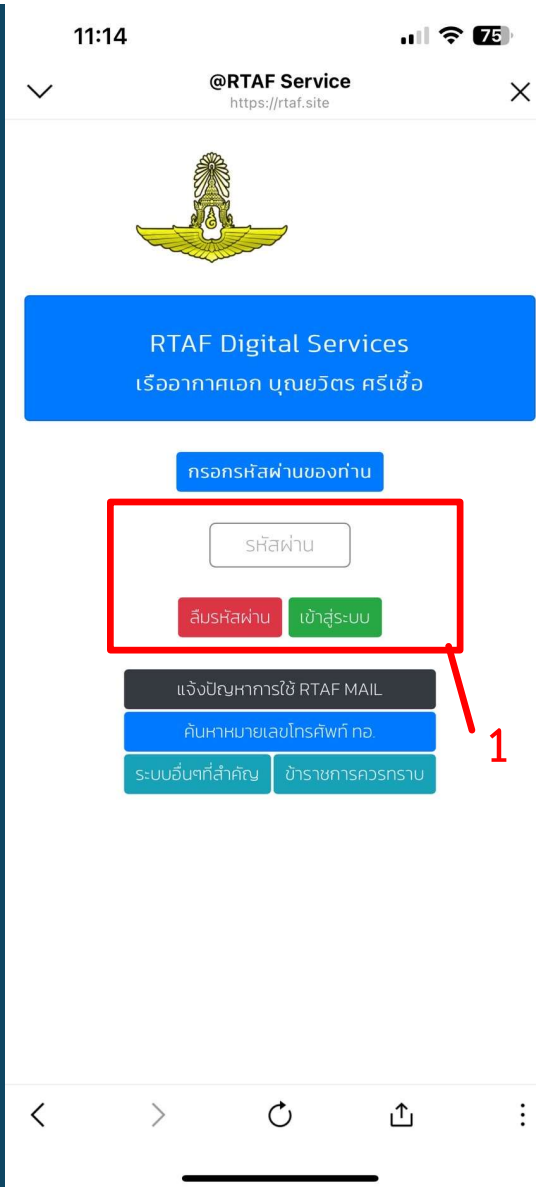 11:14
75
@RTAF Service
https://rtaf.site
RTAF Digital Services
เรืออากาศเอก บุณยวิตร ศรีเชื้อ
กรอกรหัสผ่านของท่าน
รหัสผ่าน
ลืมรหัสผ่าน เข้าสู่ระบบ
แจ้งปัญหาการใช้ RTAF MAIL
ค้นหาหมายเลขโทรศัพท์ ทอ.
1
ระบบอื่นๆที่สำคัญ ข้าราชการควรทราบ